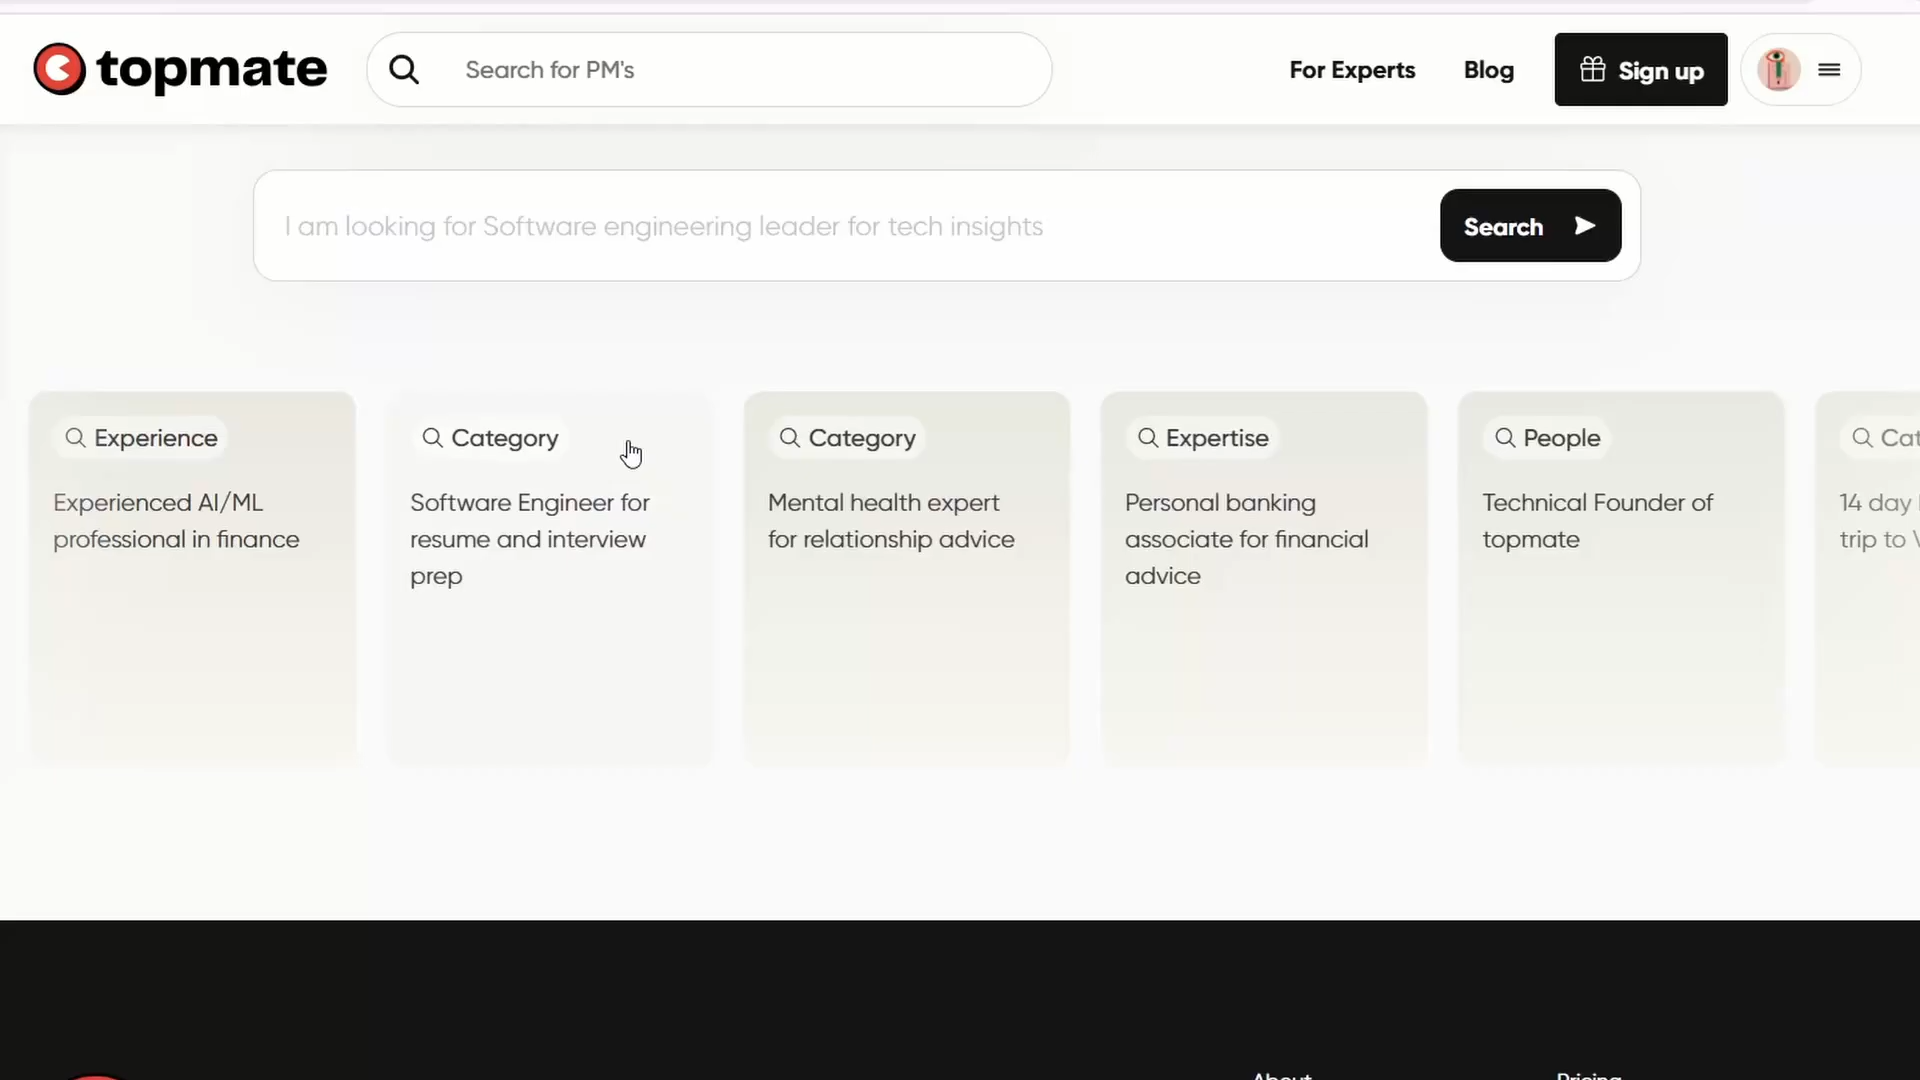 topmate
Search for PM's
For Experts
Blog
Sign up
I am looking for Software engineering leader for tech insights
Search
Experience
Experienced AI/ML
professional in finance
Category
Software Engineer for
resume and interview
prep
Category
Mental health expert
for relationship advice
Expertise
Personal banking
associate for financial
advice
People
Technical Founder of
topmate
14 day
trip to
About
Pricing